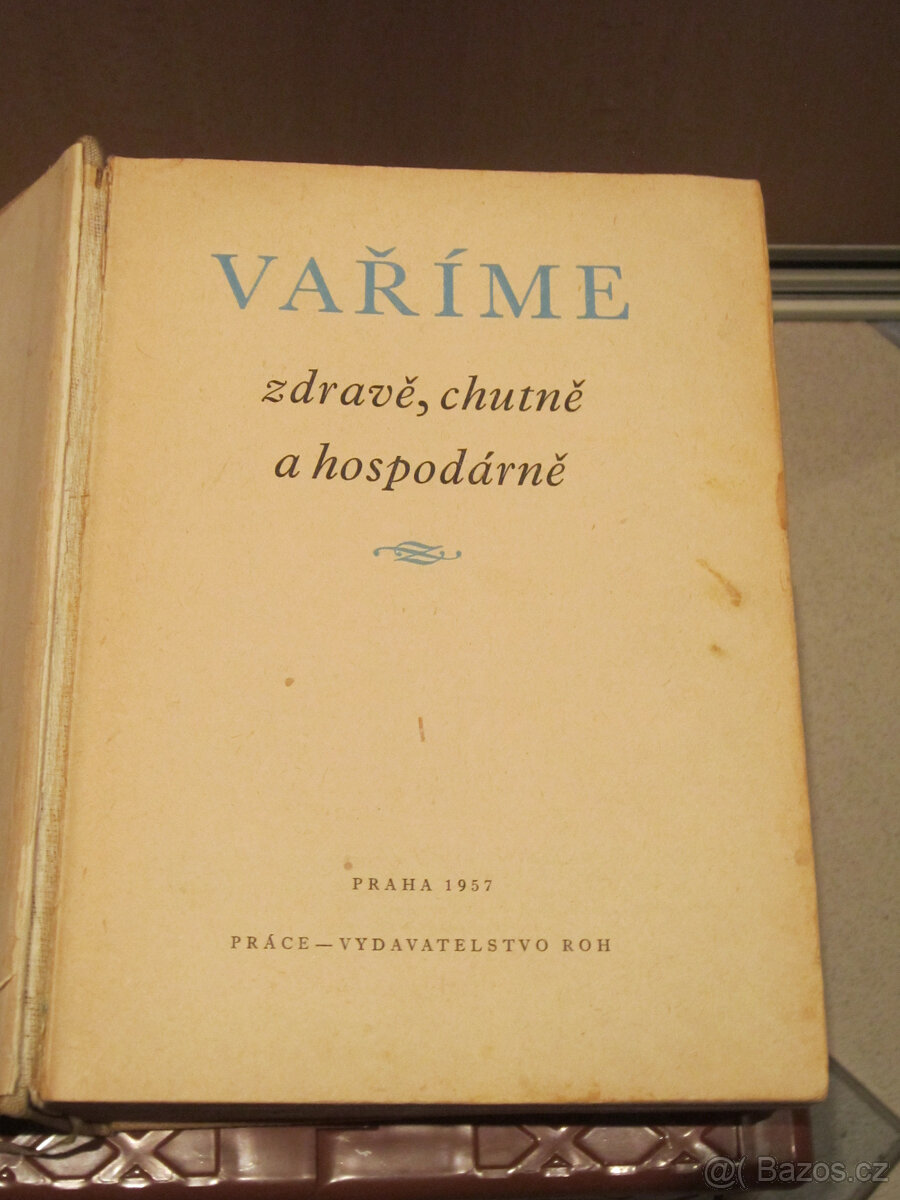 VAŘÍME
zdravě, chutně
a hospodárně
PRAHA 1957
PRÁCE — VYDAVATELSTVO ROH
@( Bazos.cz